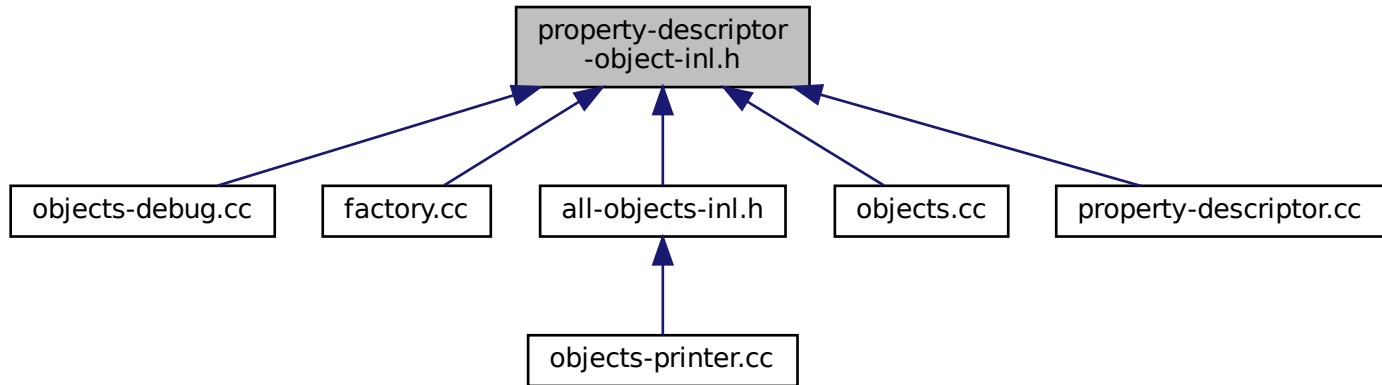 property-descriptor
-object-inl.h
objects-debug.cc
factory.cc
all-objects-inl.h
objects.cc
property-descriptor.cc
objects-printer.cc